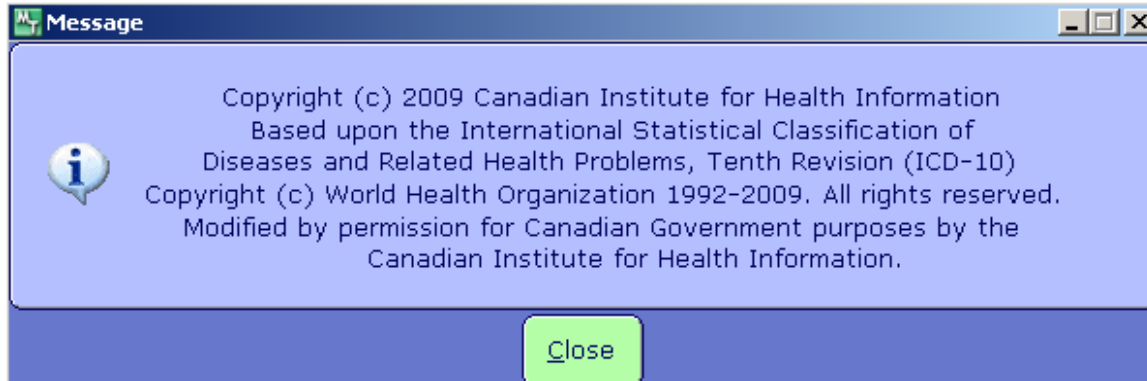 MT Message
Copyright (c) 2009 Canadian Institute for Health Information
Based upon the International Statistical Classification of
Diseases and Related Health Problems, Tenth Revision (ICD-10)
Copyright (c) World Health Organization 1992-2009. All rights reserved.
Modified by permission for Canadian Government purposes by the
Canadian Institute for Health Information.
Close